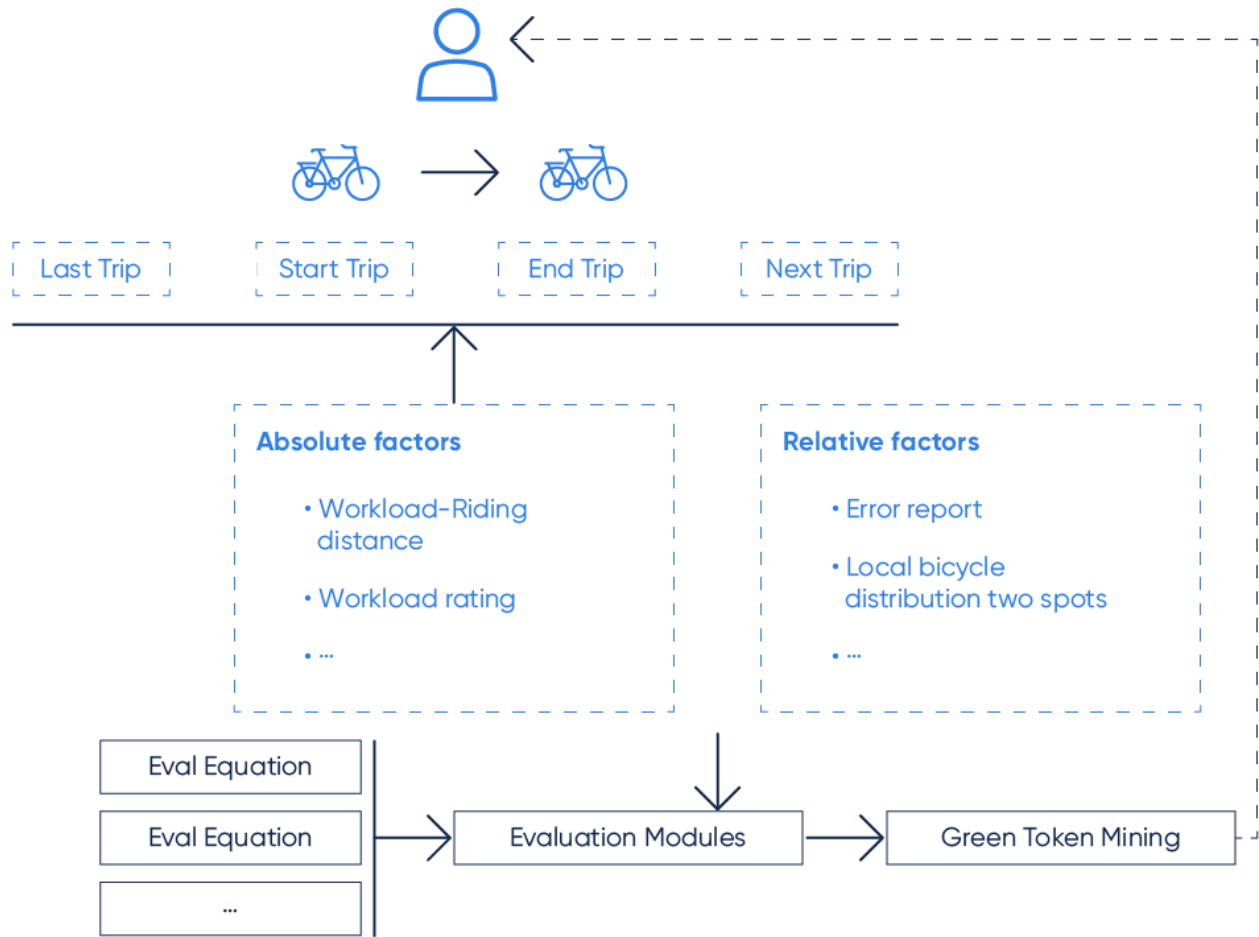 Last Trip
Start Trip
End Trip
Next Trip
Absolute factors
• Workload-Riding
distance
• Workload rating
• ...
Relative factors
• Error report
• Local bicycle
distribution two spots
• ...
Eval Equation
Eval Equation
...
Evaluation Modules
Green Token Mining